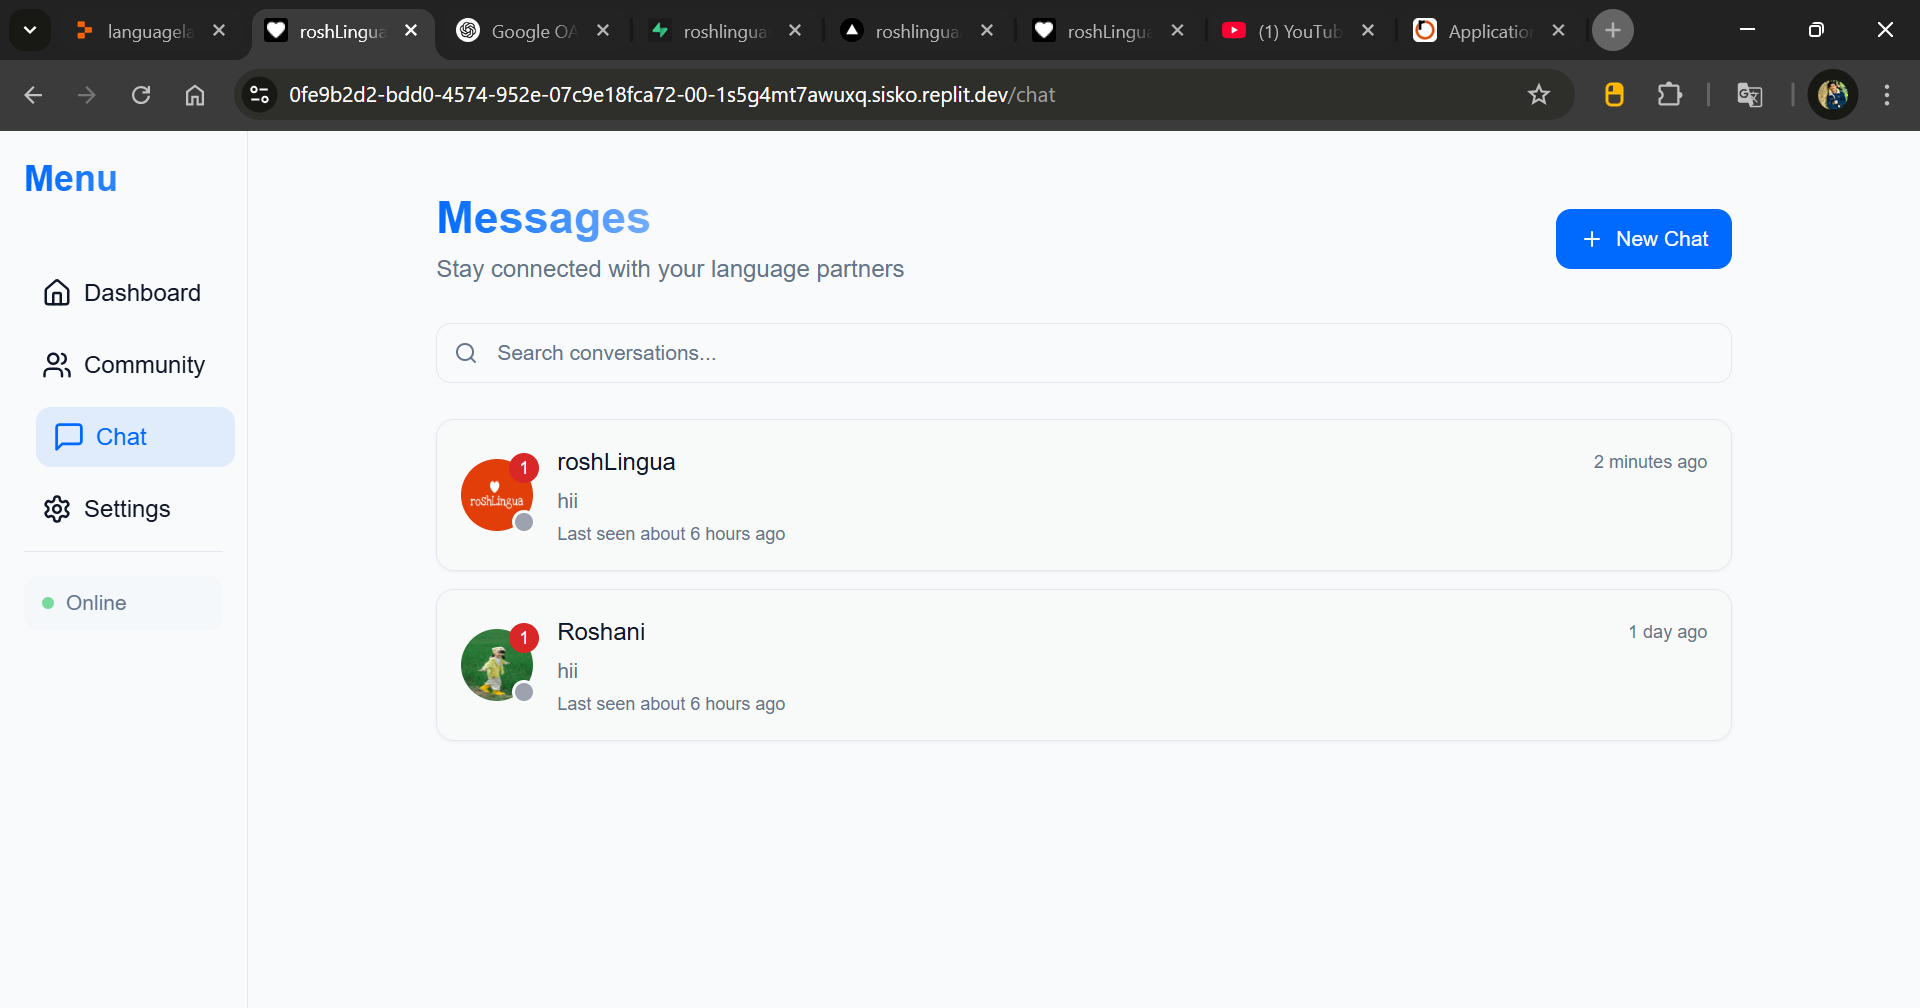 languagela
roshLingua
Google OA
roshlingua
roshlingua
roshLingua
(1) YouTub
Application
0fe9b2d2-bdd0-4574-952e-07c9e18fca72-00-1s5g4mt7awuxq.sisko.replit.dev/chat
Menu
Dashboard
Community
Chat
Settings
Online
Messages
Stay connected with your language partners
+ New Chat
Search conversations...
1
roshLingua
roshLingua
2 minutes ago
hii
Last seen about 6 hours ago
1
Roshani
1 day ago
hii
Last seen about 6 hours ago